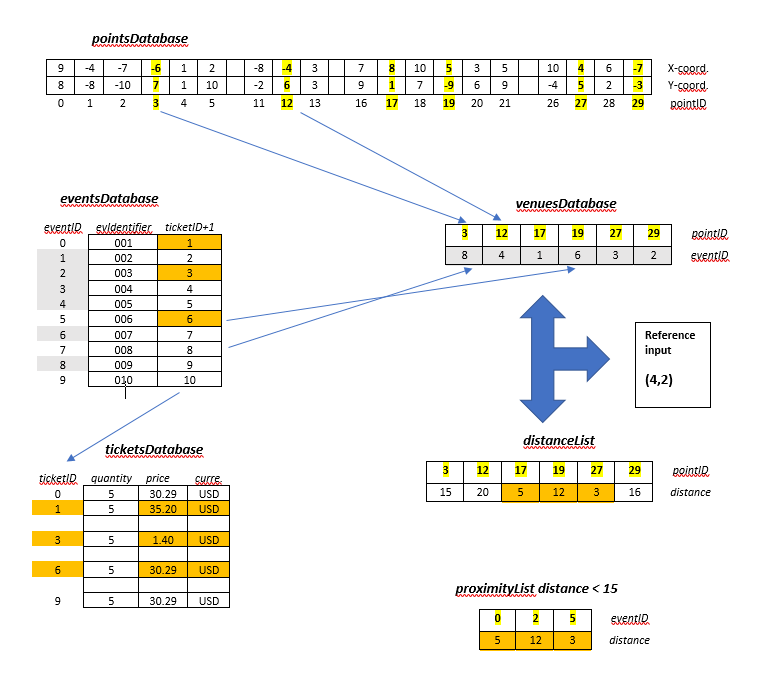 pointsDatabase
9 -4 -7 -6 1 2 -8 -4 3 7 8 10 5 3 5 10 4 6 -7 X-coord.
8 -8 -10 7 1 10 -2 6 3 9 1 7 -9 6 9 -4 5 2 -3 Y-coord.
0 1 2 3 4 5 11 12 13 16 17 18 19 20 21 26 27 28 29 pointID
eventsDatabase
eventID evIdentifier ticketID+1
0 001 1
1 002 2
2 003 3
3 004 4
4 005 5
5 006 6
6 007 7
7 008 8
8 009 9
9 010 10
venuesDatabase
3 12 17 19 27 29 pointID
8 4 1 6 3 2 eventID
Reference
input
(4,2)
ticketsDatabase
ticketID quantity price curre.
0 5 30.29 USD
1 5 35.20 USD
3 5 1.40 USD
6 5 30.29 USD
9 5 30.29 USD
distanceList
3 12 17 19 27 29 pointID
15 20 5 12 3 16 distance
proximityList distance < 15
0 2 5 eventID
5 12 3 distance